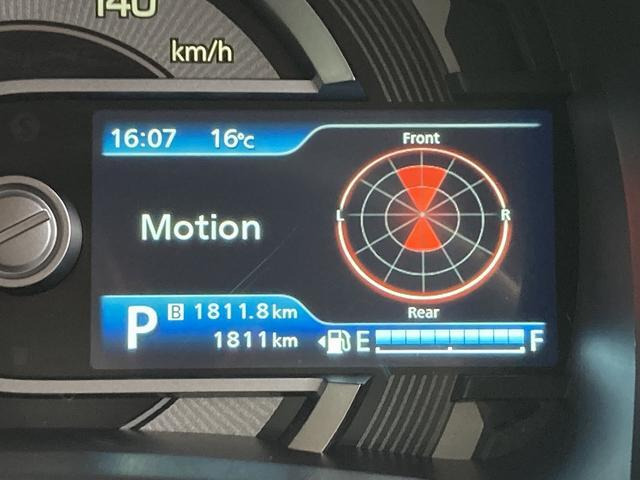 140
km/h
16:07 16°C
Front
L R
Motion
Rear
P B 1811.8km
1811km
E F